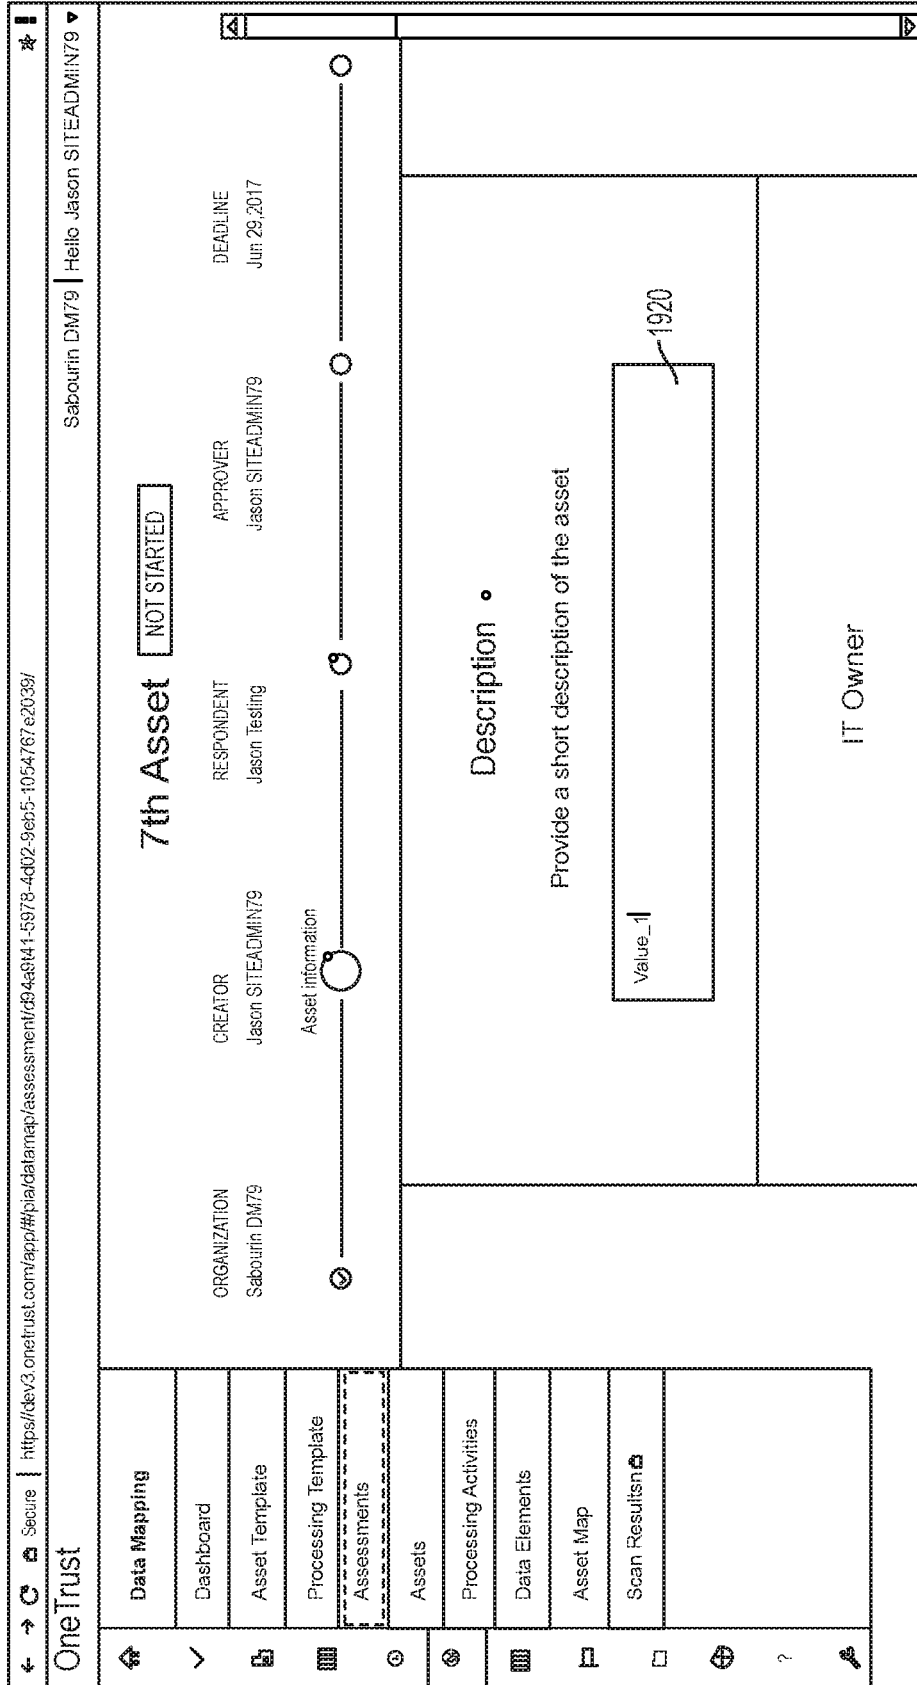 Secure | https//dev3.onetrust.com/app/#/pia/datamap/assessment/d94a9f41-5978-4d02-9eb5-1054767e2039/
OneTrust
Sabourin DM79 | Hello Jason SITEADMIN79
Data Mapping
Dashboard
Asset Template
Processing Template
Assessments
Assets
Processing Activities
Data Elements
Asset Map
Scan Resultsn
?
7th Asset
NOT STARTED
ORGANIZATION
Sabourin DM79
CREATOR
Jason SITEADMIN79
RESPONDENT
Jason Testing
APPROVER
Jason SITEADMIN79
DEADLINE
Jun 29,2017
Asset information
Description
Provide a short description of the asset
Value_1
1920
IT Owner